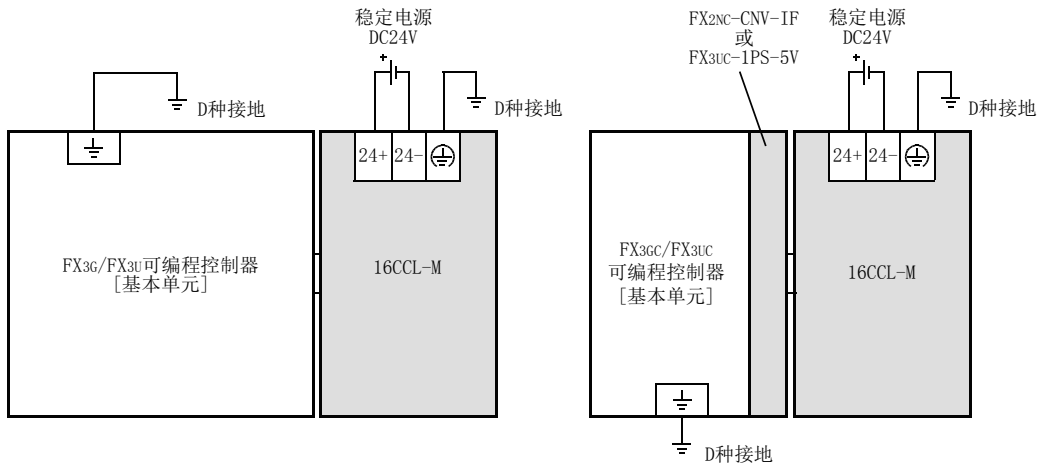 稳定电源
DC24V
+
D种接地
D种接地
24+ 24-
FX3G/FX3U可编程控制器
[基本单元]
16CCL-M
FX2NC-CNV-IF
或
FX3UC-1PS-5V
稳定电源
DC24V
+
D种接地
24+ 24-
FX3GC/FX3UC
可编程控制器
[基本单元]
16CCL-M
D种接地